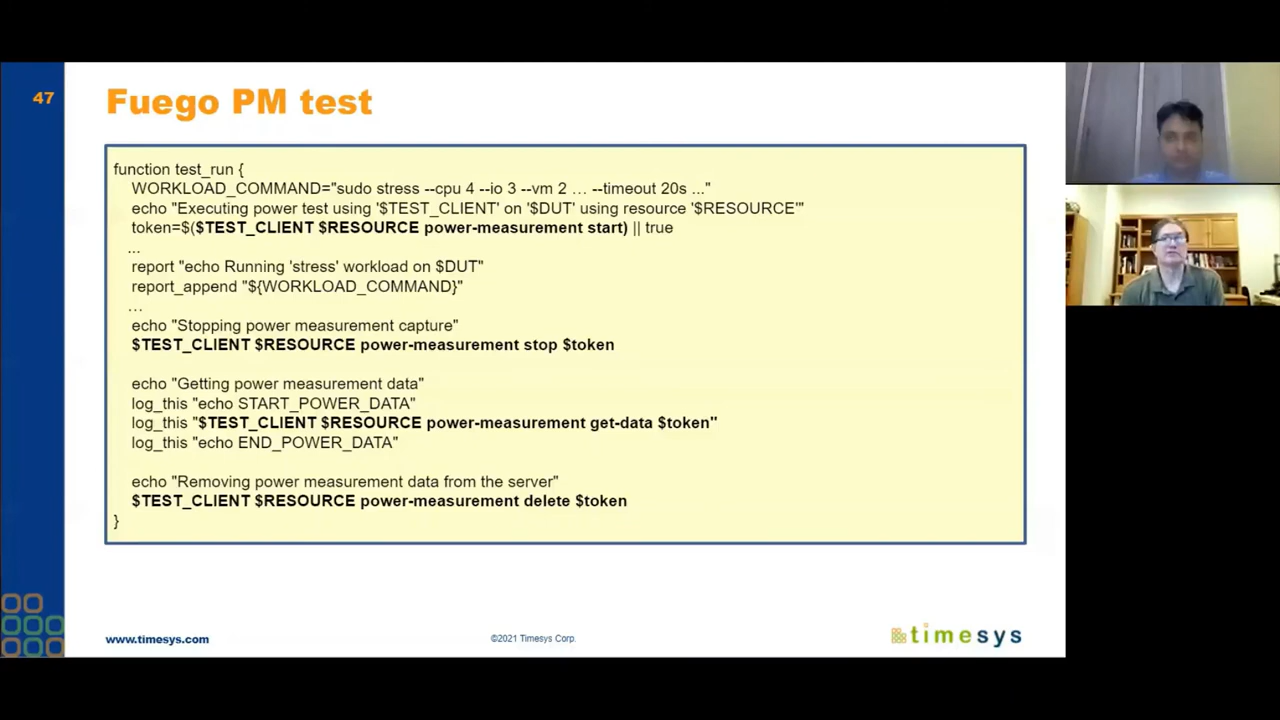 47
Fuego PM test
function test_run {
WORKLOAD_COMMAND="sudo stress --cpu 4 --io 3 --vm 2 … --timeout 20s ..."
echo "Executing power test using '$TEST_CLIENT' on '$DUT' using resource '$RESOURCE'"
token=$($TEST_CLIENT $RESOURCE power-measurement start) || true
...
report "echo Running 'stress' workload on $DUT"
report_append "${WORKLOAD_COMMAND}"
…
echo "Stopping power measurement capture"
$TEST_CLIENT $RESOURCE power-measurement stop $token
echo "Getting power measurement data"
log_this "echo START_POWER_DATA"
log_this "$TEST_CLIENT $RESOURCE power-measurement get-data $token"
log_this "echo END_POWER_DATA"
echo "Removing power measurement data from the server"
$TEST_CLIENT $RESOURCE power-measurement delete $token
}
www.timesys.com
©2021 Timesys Corp.
timesys